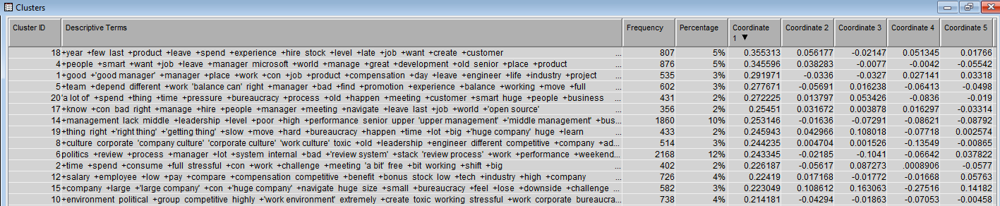 Clusters
Cluster ID Descriptive Terms Frequency Percentage Coordinate 1 ▼ Coordinate 2 Coordinate 3 Coordinate 4 Coordinate 5
18 +year +few last +product +leave +spend +experience +hire stock +level +late +job +want +create +customer ... 807 5% 0.355313 0.056177 -0.02147 0.051345 0.01766
4 +people +smart +want +job +leave +manager microsoft +world +manage +great +development +old senior +place +product ... 876 5% 0.345596 0.038283 -0.0077 -0.0042 -0.05542
1 +good +'good manager' +manager +place +work +con +job +product +compensation +day +leave +engineer +life +industry +project ... 535 3% 0.291971 -0.0336 -0.0327 0.027141 0.03318
5 +team +depend different +work 'balance can' right +manager +bad +find +promotion +experience +balance +working +move +full ... 602 3% 0.277671 -0.05691 0.016238 -0.06413 -0.0498
20 'a lot of' +spend +thing +time +pressure +bureaucracy +process +old +happen +meeting +customer +smart huge +people +business ... 431 2% 0.272225 0.013797 0.053426 -0.0836 -0.019
17 +know +con bad right +manage +hire +people +manager +meeting +navigate +leave last +job +world +'open source' ... 356 2% 0.25451 0.031672 0.003878 0.016297 -0.03314
14 +management lack middle +leadership +level +poor +high +performance senior upper 'upper management' +'middle management' +bus... 1860 10% 0.253146 -0.01636 -0.07291 -0.08621 -0.08792
19 +thing right +'right thing' +'getting thing' +slow +move +hard +bureaucracy +happen +time +lot +big +'huge company' huge +learn ... 433 2% 0.245943 0.042966 0.108018 -0.07718 0.002574
8 +culture corporate 'company culture' 'corporate culture' 'work culture' toxic +old +leadership +engineer different competitive +company +ad... 514 3% 0.244235 0.004704 0.001526 -0.13549 -0.00865
6 politics +review +process +manager +lot +system internal +bad +'review system' +stack 'review process' +work +performance +weekend... 2168 12% 0.243345 -0.02185 -0.1041 -0.06642 0.037822
2 +time +spend +consume +full stressful +con +work +challenge +meeting 'a bit' free +bit working +shift +big ... 402 2% 0.226187 -0.05617 0.087273 .0008906 -0.0577
12 +salary +employee +low +pay +compare +compensation competitive +benefit +bonus stock low +tech +industry +high +company ... 726 4% 0.22419 0.017168 -0.01772 -0.01668 0.05763
15 +company +large +'large company' +con +'huge company' +navigate huge size +small +bureaucracy +feel +lose +downside +challenge ... 582 3% 0.223049 0.108612 0.163063 -0.27516 0.14182
10 +environment political +group competitive highly +'work environment' extremely +create toxic working stressful +work corporate bureaucra... 738 4% 0.214181 -0.04294 -0.01863 -0.07053 -0.00458